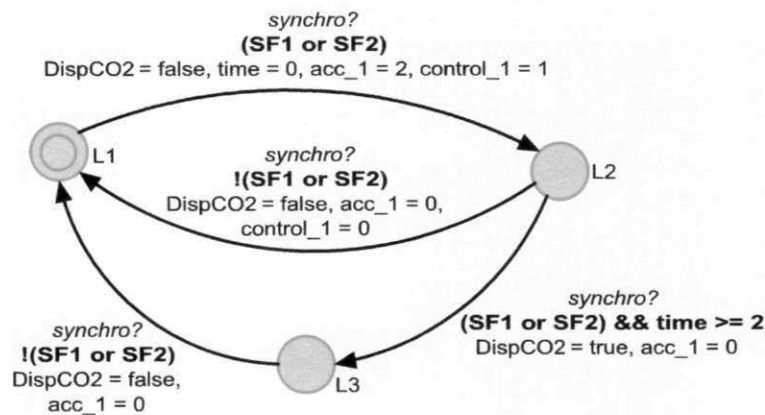 synchro?
(SF1 or SF2)
DispCO2 = false, time = 0, acc_1 = 2, control_1 = 1
L1
synchro?
!(SF1 or SF2)
DispCO2 = false, acc_1 = 0,
control_1 = 0
L2
synchro?
(SF1 or SF2) && time >= 2
DispCO2 = true, acc_1 = 0
synchro?
!(SF1 or SF2)
DispCO2 = false,
acc_1 = 0
L3